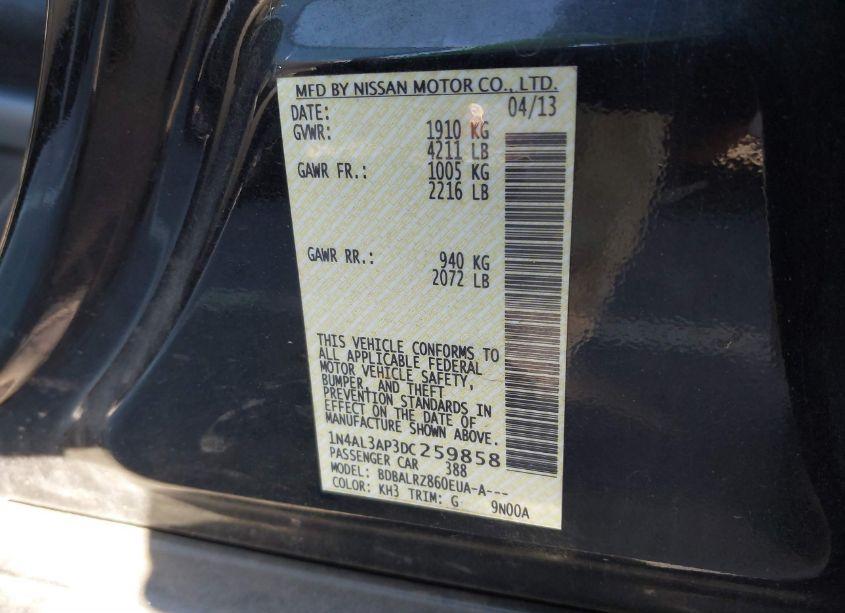 MFD BY NISSAN MOTOR CO., LTD.
DATE: 04/13
GVWR: 1910 KG
4211 LB
GAWR FR.: 1005 KG
2216 LB
GAWR RR.: 940 KG
2072 LB
THIS VEHICLE CONFORMS TO
ALL APPLICABLE FEDERAL
MOTOR VEHICLE SAFETY,
BUMPER, AND THEFT
PREVENTION STANDARDS IN
EFFECT ON THE DATE OF
MANUFACTURE SHOWN ABOVE.
1N4AL3AP3DC259858
PASSENGER CAR 388
MODEL: BDBALRZ860EUA-A---
COLOR: KH3 TRIM: G 9N00A